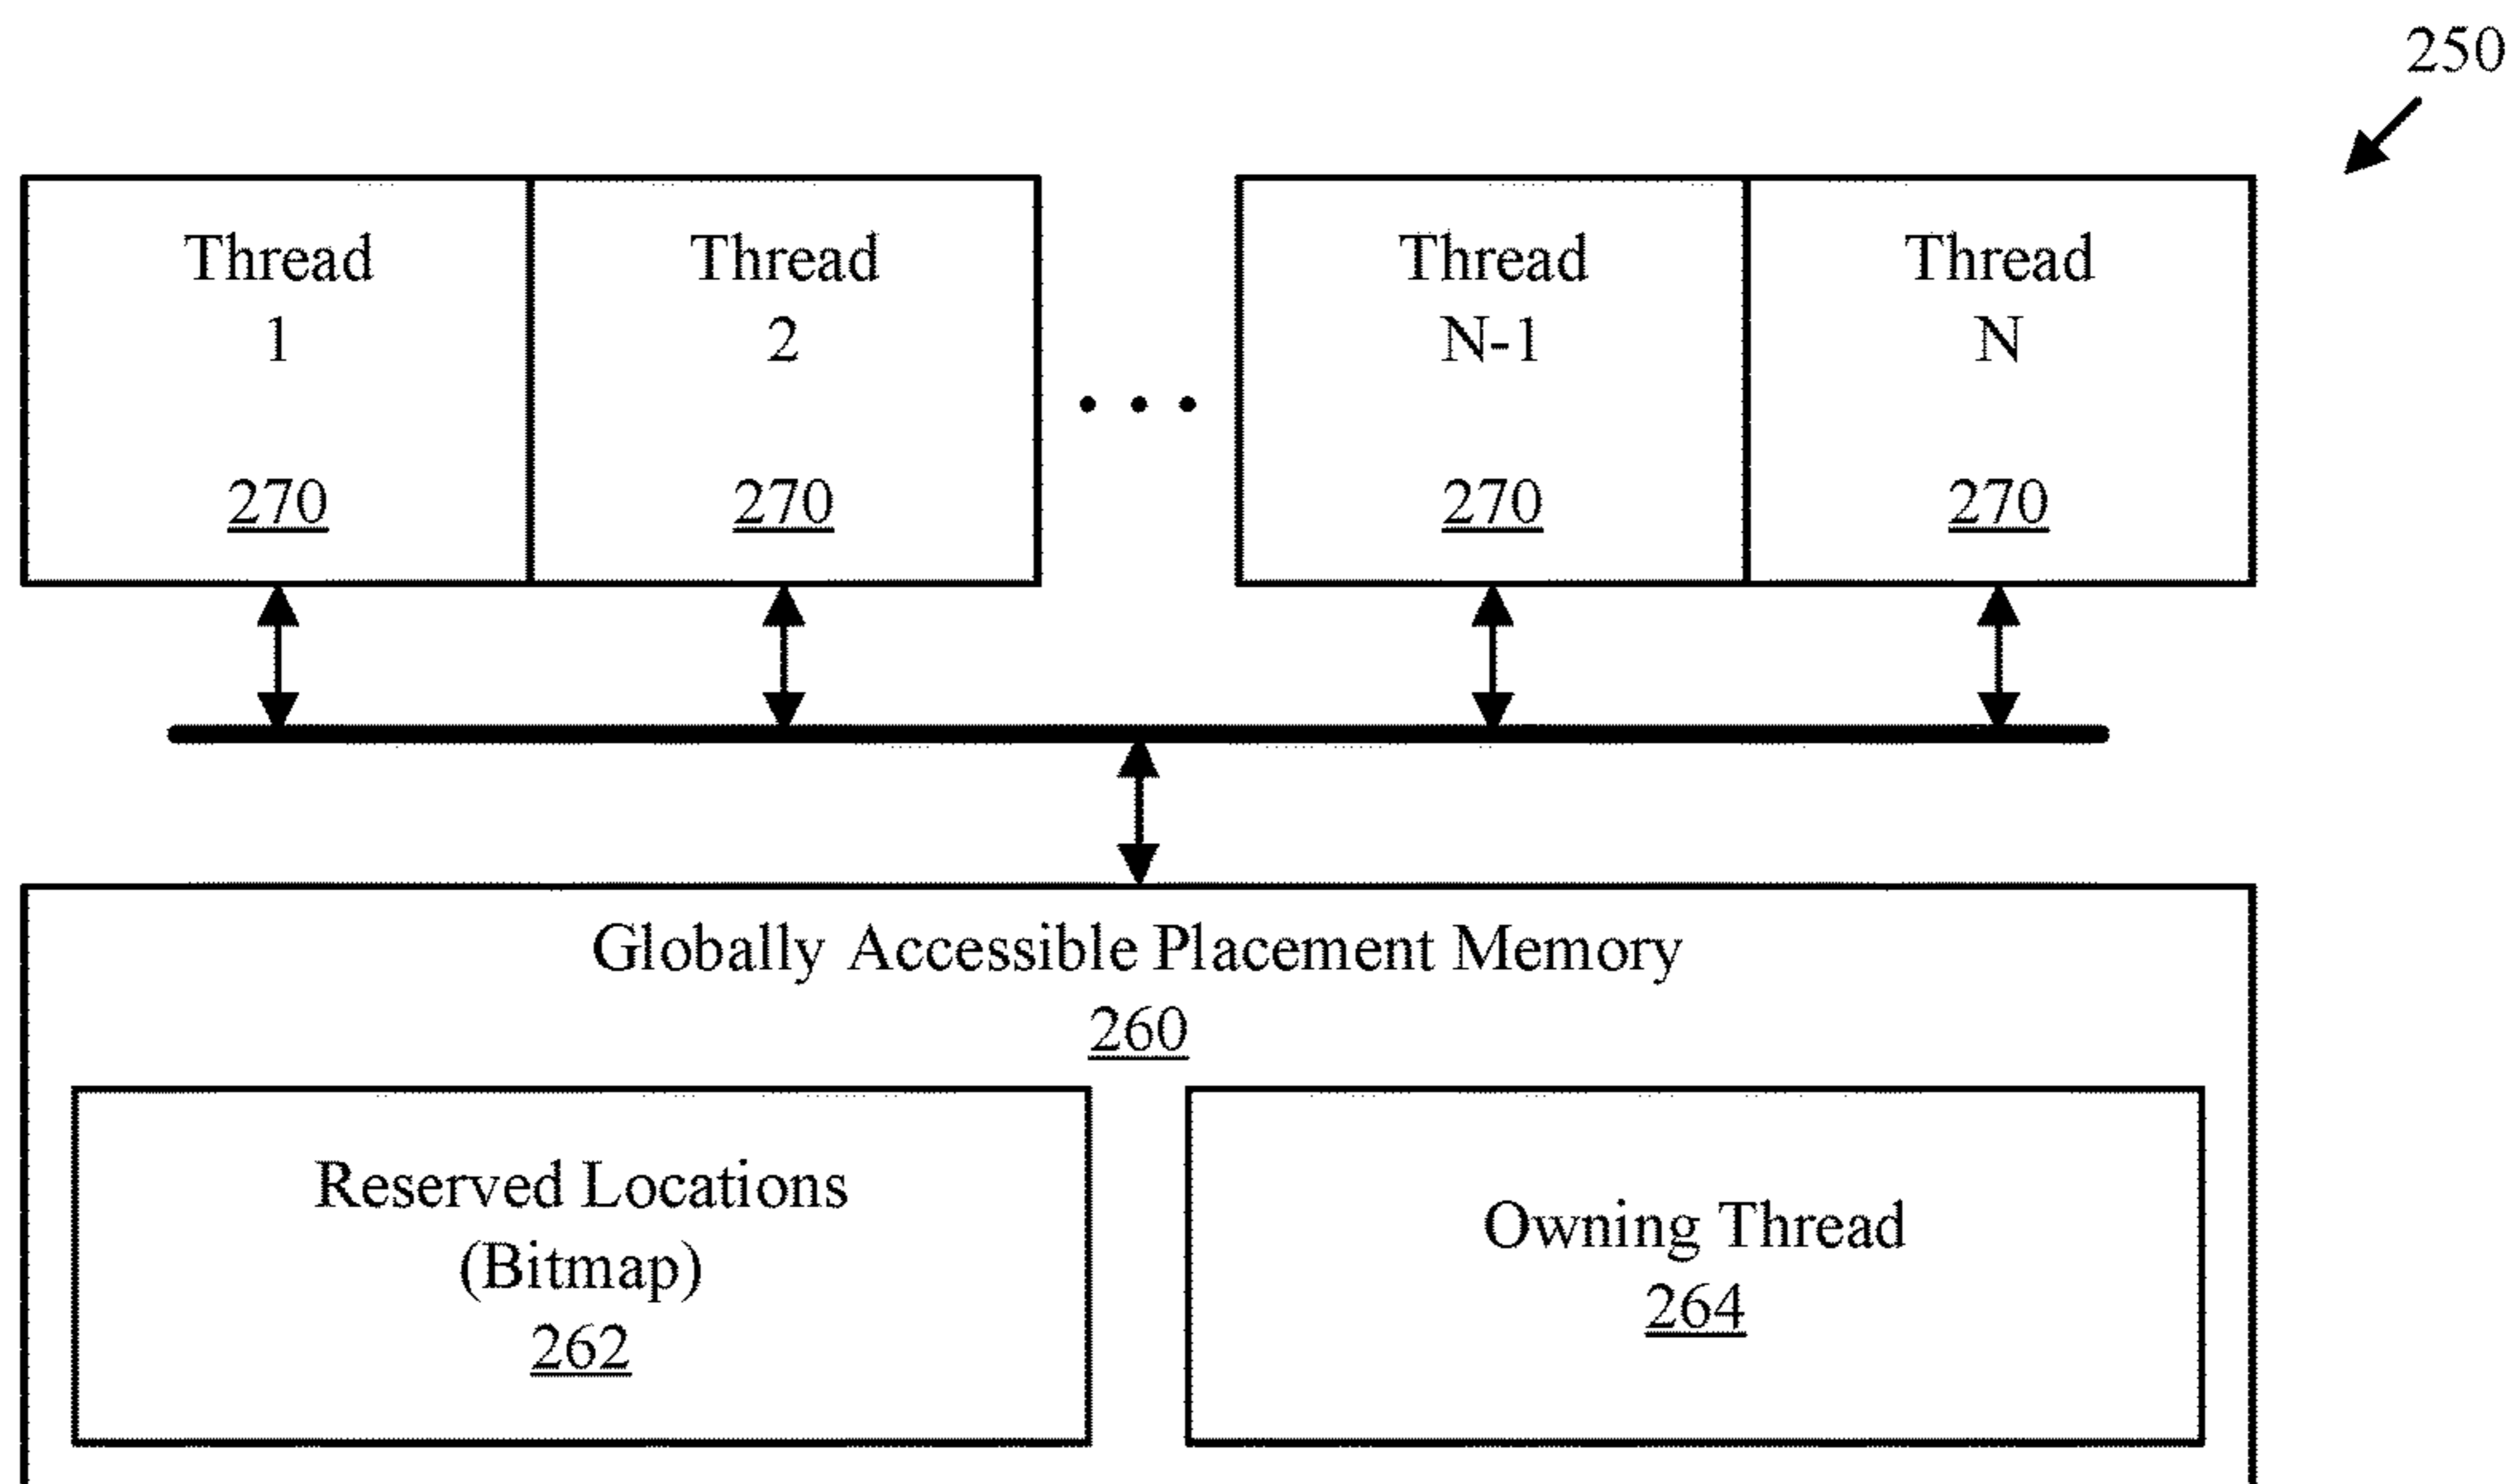 250
Thread
1
270
Thread
2
270
• • •
Thread
N-1
270
Thread
N
270
Globally Accessible Placement Memory
260
Reserved Locations
(Bitmap)
262
Owning Thread
264